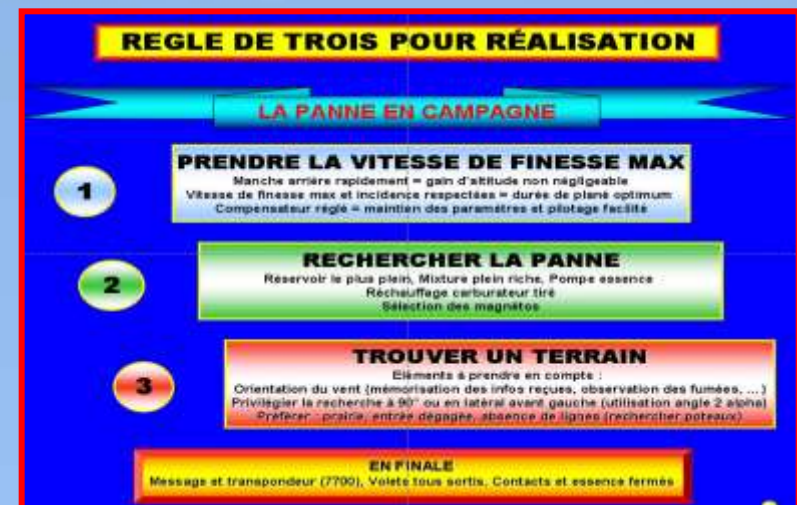 REGLE DE TROIS POUR RÉALISATION
LA PANNE EN CAMPAGNE
1
PRENDRE LA VITESSE DE FINESSE MAX
Manche arrière rapidement = gain d'altitude non négligeable
Vitesse de finesse max et incidence respectées = durée de plané optimum
Compensateur réglé = maintien des paramètres et pilotage facilité
2
RECHERCHER LA PANNE
Réservoir le plus plein, Mixture plein riche, Pompe essence
Réchauffage carburateur tiré
Sélection des magnétos
3
TROUVER UN TERRAIN
Eléments à prendre en compte :
Orientation du vent (mémorisation des infos reçues, observation des fumées, ...)
Privilégier la recherche à 90° ou en latéral avant gauche (utilisation angle 2 alpha)
Préférer : prairie, entrée dégagée, absence de lignes (rechercher poteaux)
EN FINALE
Message et transpondeur (7700), Volets tous sortis, Contacts et essence fermés